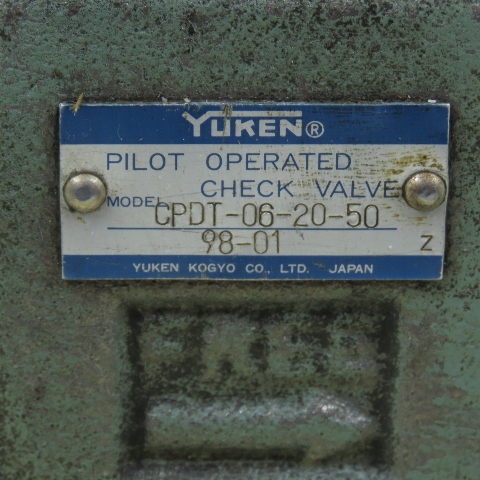 YUKEN®
PILOT OPERATED
CHECK VALVE
MODEL CPDT-06-20-50
98-01 Z
YUKEN KOGYO CO., LTD. JAPAN